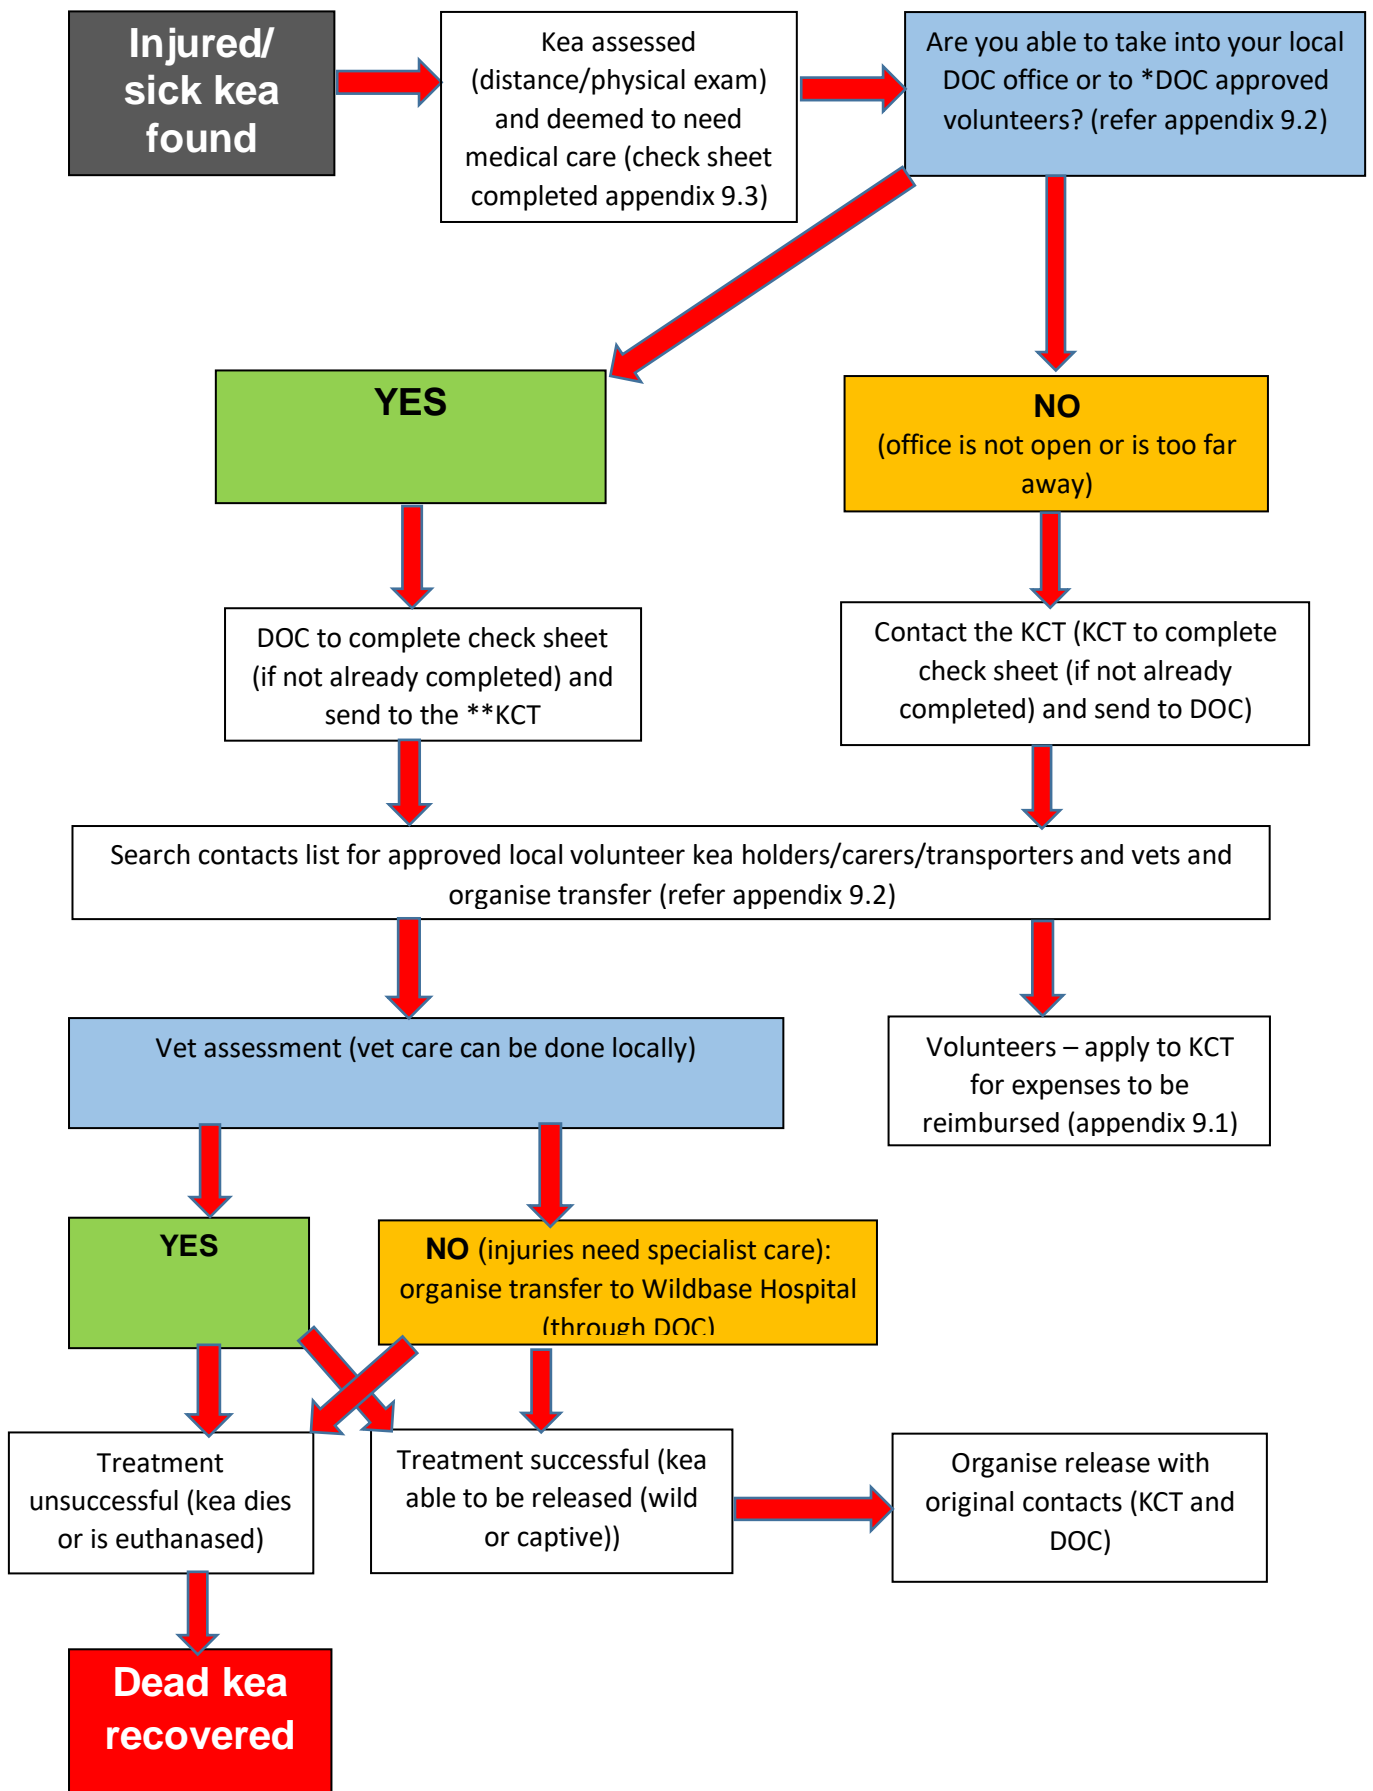 Injured/
sick kea
found
Kea assessed
(distance/physical exam)
and deemed to need
medical care (check sheet
completed appendix 9.3)
Are you able to take into your local
DOC office or to *DOC approved
volunteers? (refer appendix 9.2)
YES
NO
(office is not open or is too far
away)
DOC to complete check sheet
(if not already completed) and
send to the **KCT
Contact the KCT (KCT to complete
check sheet (if not already
completed) and send to DOC)
Search contacts list for approved local volunteer kea holders/carers/transporters and vets and
organise transfer (refer appendix 9.2)
Vet assessment (vet care can be done locally)
Volunteers – apply to KCT
for expenses to be
reimbursed (appendix 9.1)
YES
NO (injuries need specialist care):
organise transfer to Wildbase Hospital
(through DOC)
Treatment
unsuccessful (kea dies
or is euthanased)
Treatment successful (kea
able to be released (wild
or captive))
Organise release with
original contacts (KCT and
DOC)
Dead kea
recovered